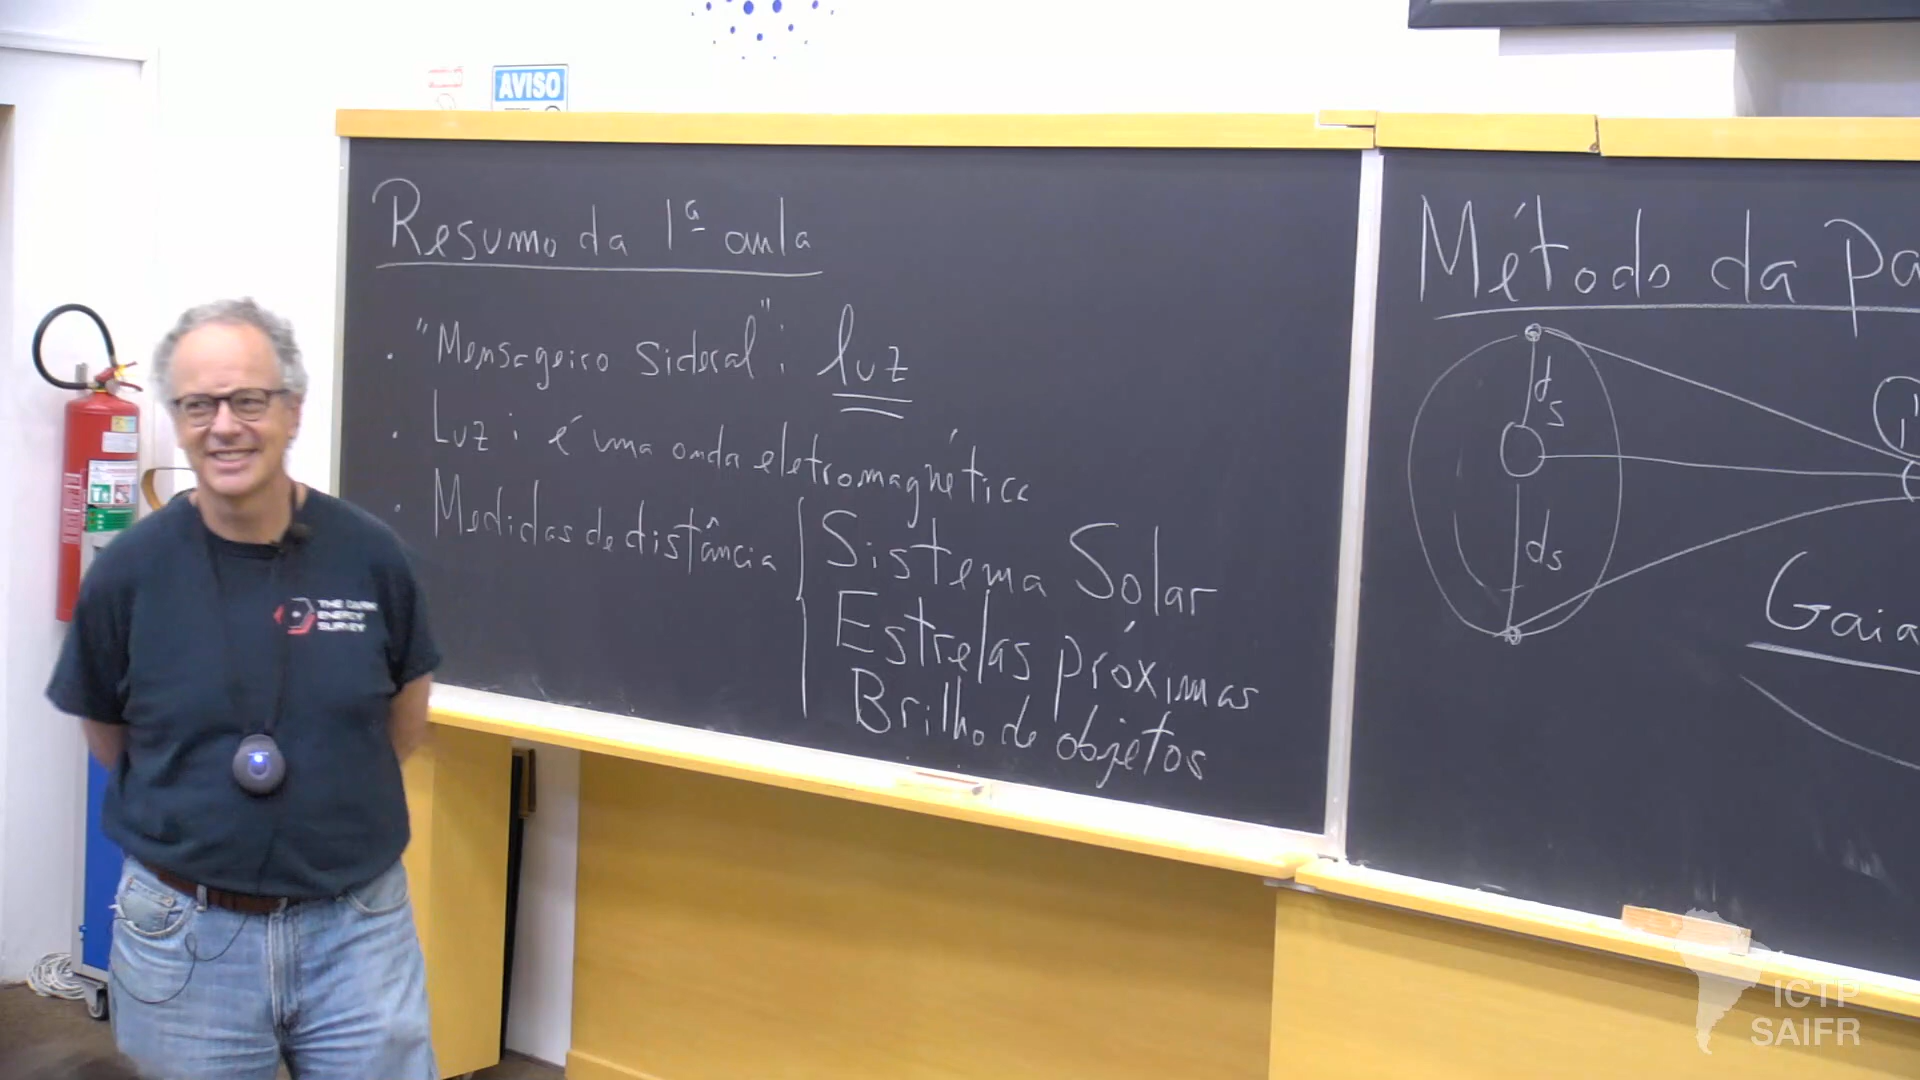 AVISO
Resumo da 1ª aula
. "Mensageiro Sideral": luz
. Luz: é uma onda eletromagnética
. Medidas de distância { Sistema Solar
Estrelas próximas
Brilho de objetos
Método da Pa
ds
ds
Gaia
THE DARK
ENERGY
SURVEY
ICTP
SAIFR